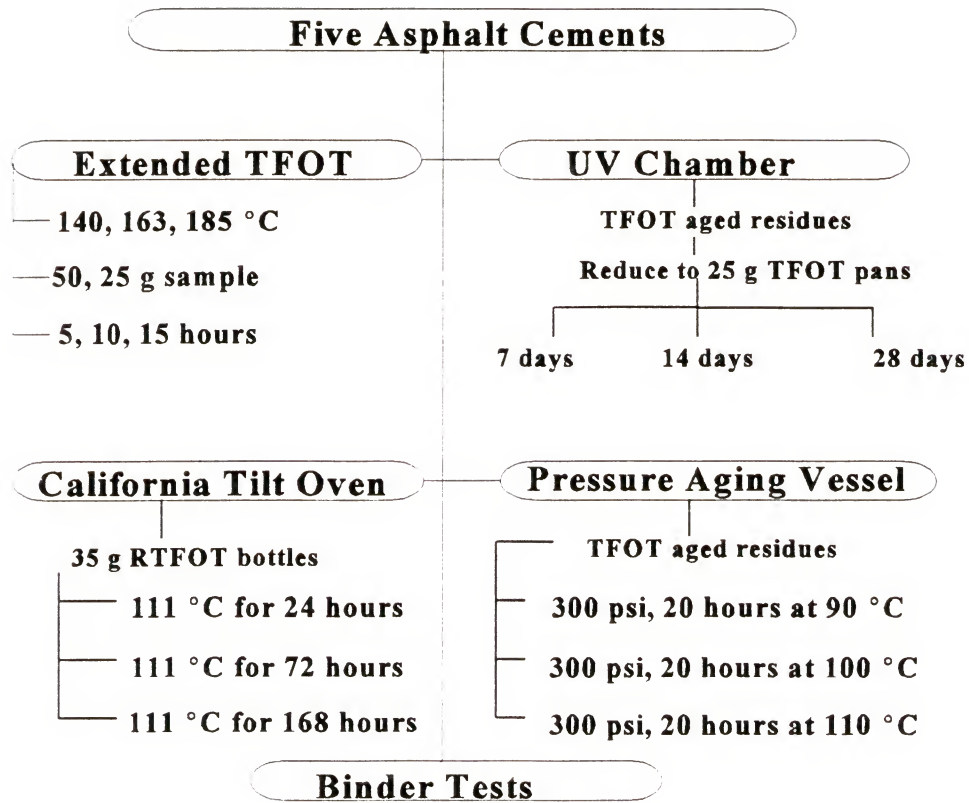 Five Asphalt Cements
Extended TFOT
140, 163, 185 °C
50, 25 g sample
5, 10, 15 hours
UV Chamber
TFOT aged residues
Reduce to 25 g TFOT pans
7 days
14 days
28 days
California Tilt Oven
35 g RTFOT bottles
111 °C for 24 hours
111 °C for 72 hours
111 °C for 168 hours
Pressure Aging Vessel
TFOT aged residues
300 psi, 20 hours at 90 °C
300 psi, 20 hours at 100 °C
300 psi, 20 hours at 110 °C
Binder Tests